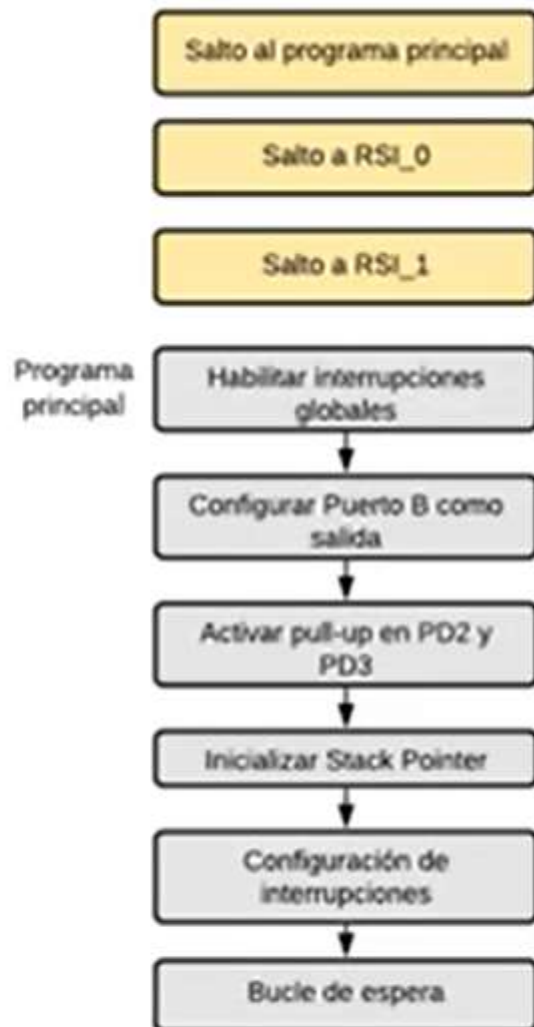 Salto al programa principal
Salto a RSI_0
Salto a RSI_1
Programa
principal
Habilitar interrupciones
globales
Configurar Puerto B como
salida
Activar pull-up en PD2 y
PD3
Inicializar Stack Pointer
Configuración de
interrupciones
Bucle de espera